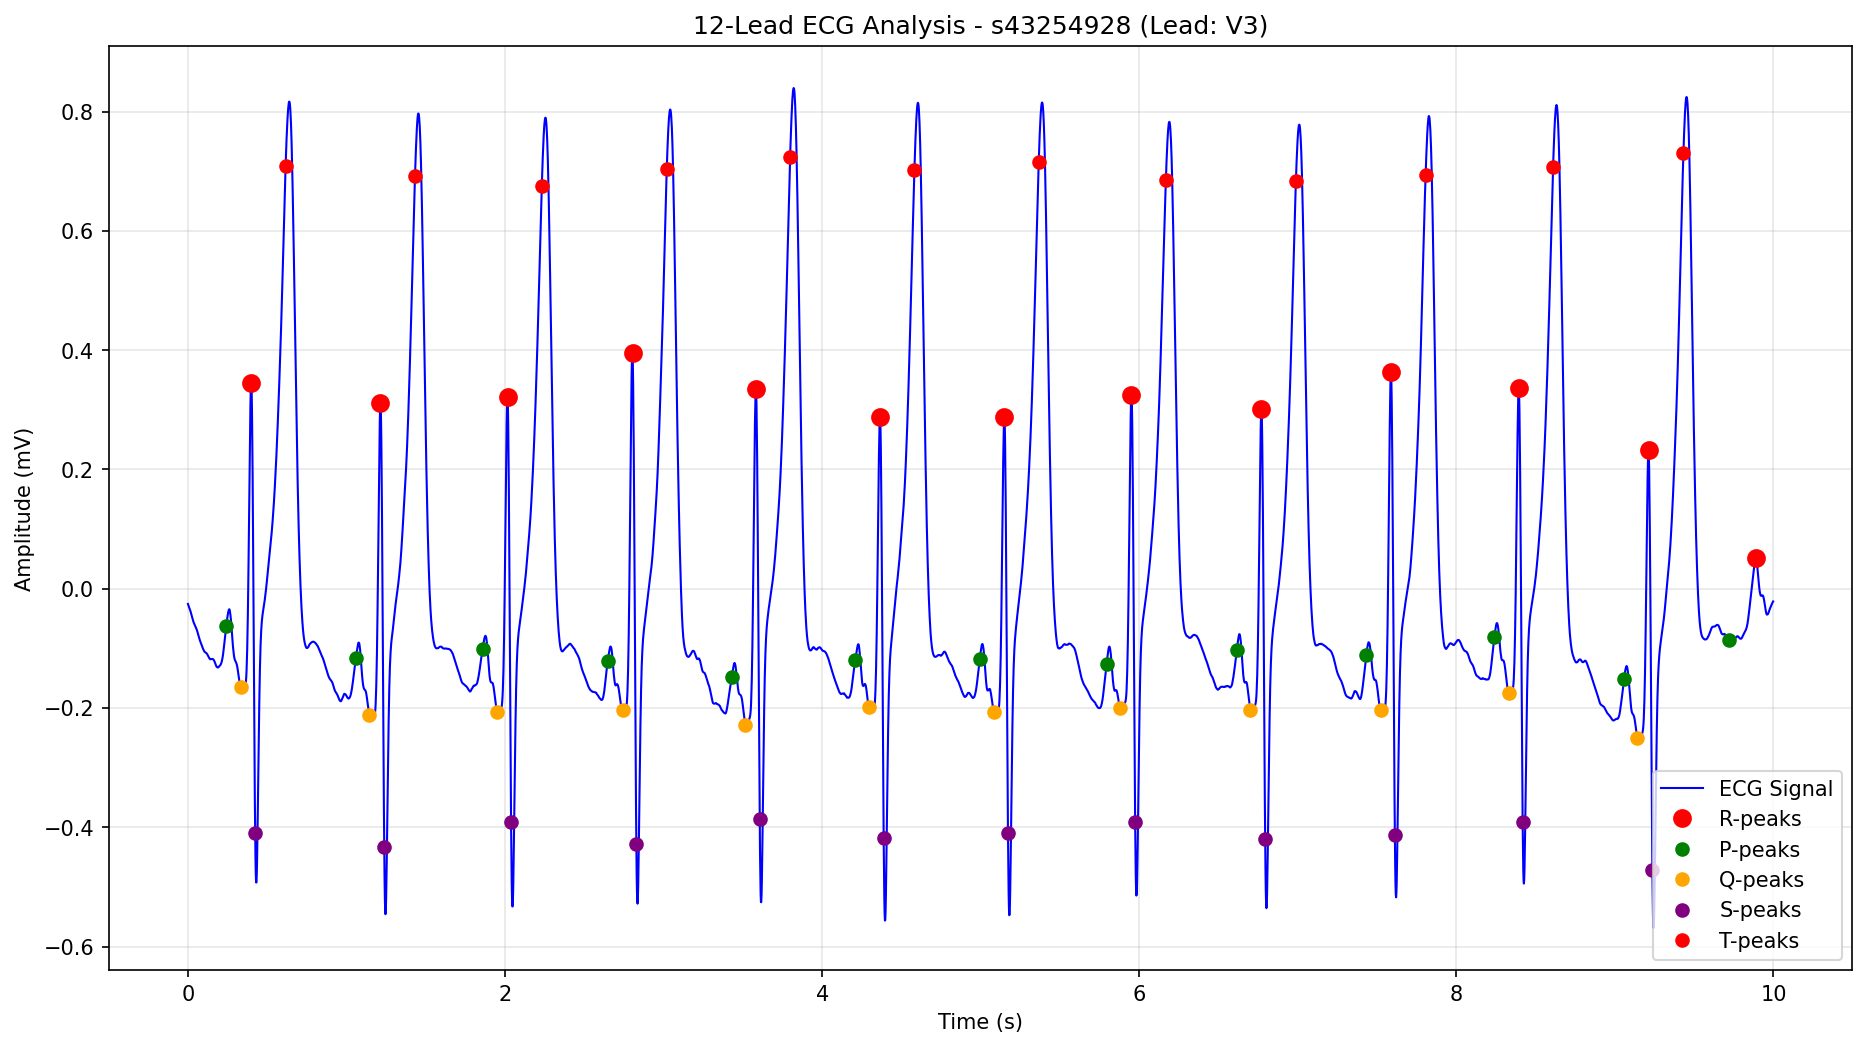 12-Lead ECG Analysis - s43254928 (Lead: V3)
Amplitude (mV)
0.8
0.6
0.4
0.2
0.0
−0.2
−0.4
−0.6
ECG Signal
R-peaks
P-peaks
Q-peaks
S-peaks
T-peaks
0 2 4 6 8 10
Time (s)